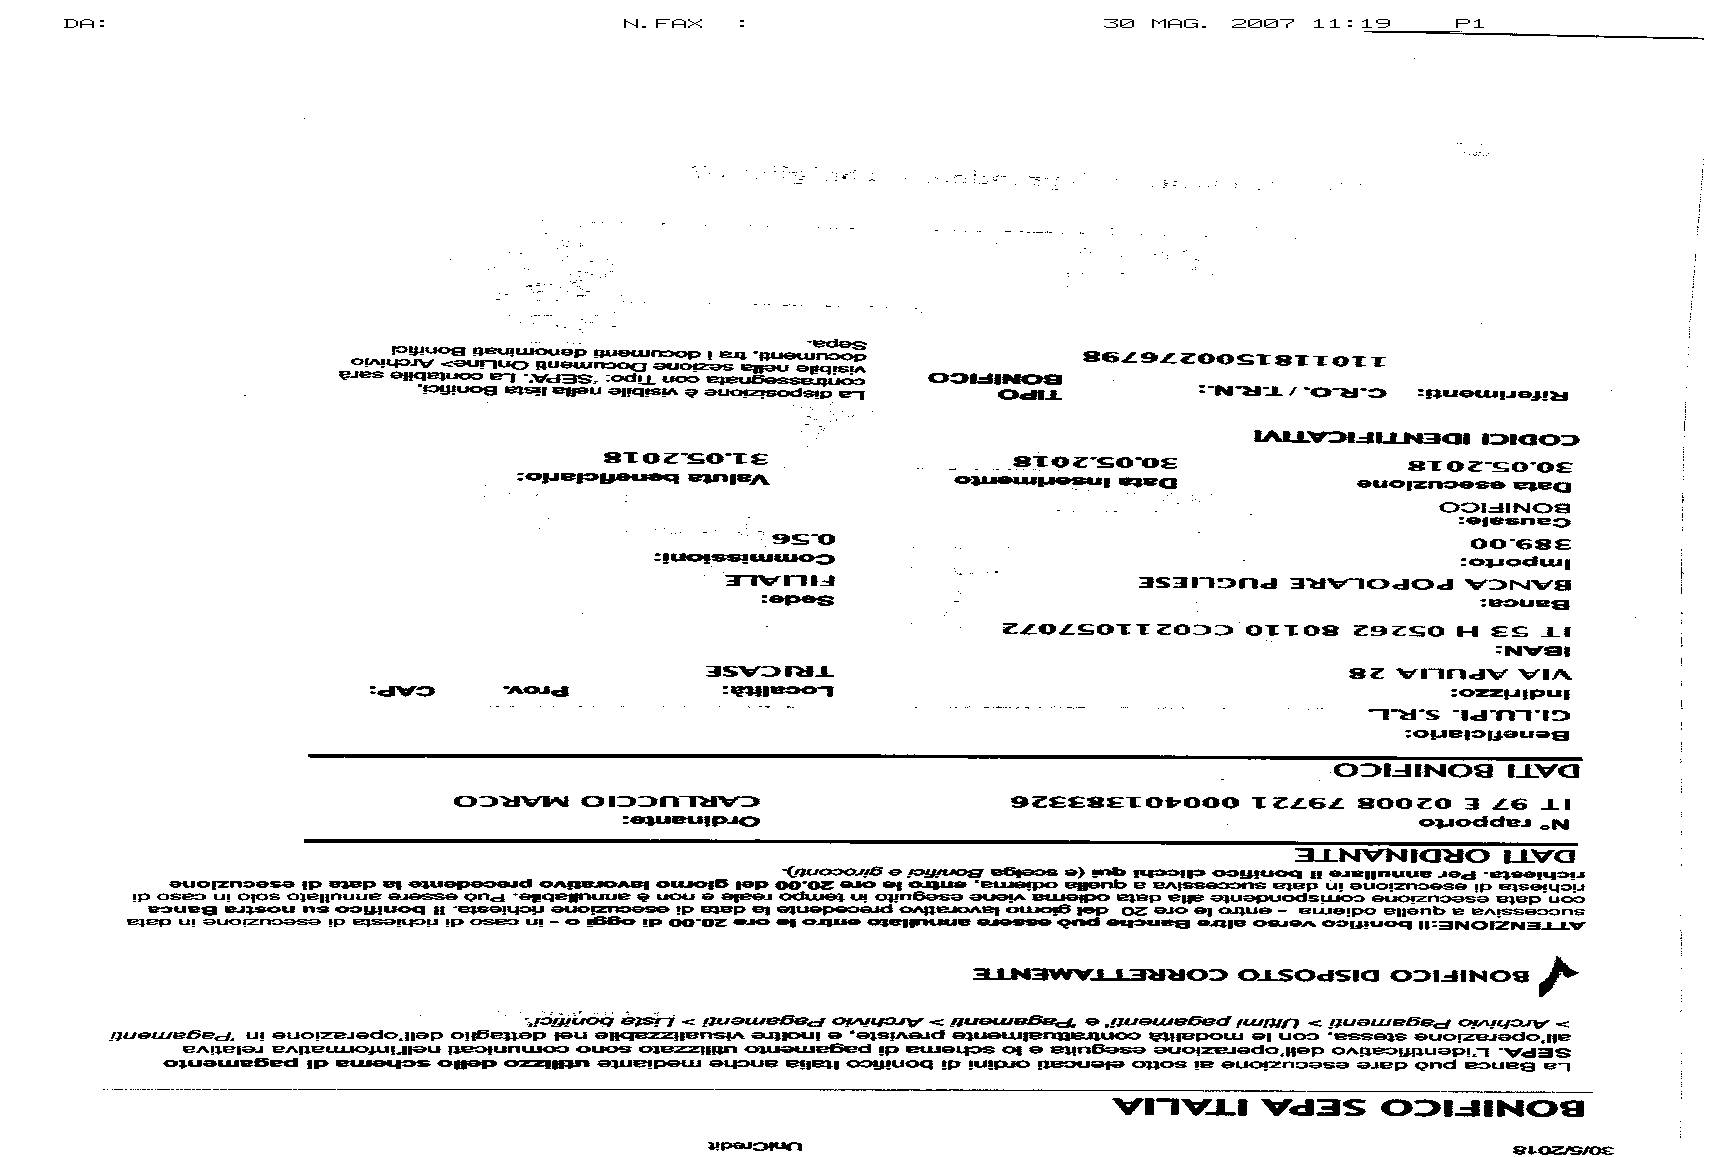 DA: N.FAX : 30 MAG. 2007 11:19 P1
30/5/2018 UniCredit
BONIFICO SEPA ITALIA
La Banca può dare esecuzione ai sotto elencati ordini di bonifico Italia anche mediante utilizzo dello schema di pagamento
SEPA. L'identificativo dell'operazione eseguita e lo schema di pagamento utilizzato sono comunicati nell'informativa relativa
all'operazione stessa, con le modalità contrattualmente previste, e inoltre visualizzabile nel dettaglio dell'operazione in "Pagamenti
> Archivio Pagamenti > Ultimi pagamenti" e "Pagamenti > Archivio Pagamenti > Liste bonifici".
BONIFICO DISPOSTO CORRETTAMENTE
ATTENZIONE:Il bonifico verso altre Banche può essere annullato entro le ore 20.00 di oggi o - in caso di richiesta di esecuzione in data
successiva a quella odierna - entro le ore 20 del giorno lavorativo precedente la data di esecuzione richiesta. Il bonifico su nostra Banca
con data esecuzione corrispondente alla data odierna viene eseguito in tempo reale e non è annullabile. Può essere annullato solo in caso di
richiesta di esecuzione in data successiva a quella odierna, entro le ore 20.00 del giorno lavorativo precedente la data di esecuzione
richiesta. Per annullare il bonifico clicchi qui (e scelga Bonifici e giroconti).
DATI ORDINANTE
N° rapporto Ordinante:
IT 97 E 02008 79721 000401383326 CARLUCCIO MARCO
DATI BONIFICO
Beneficiario:
GI.LU.PI. S.R.L.
Indirizzo: Località: Prov. CAP:
VIA APULIA 28 TRICASE
IBAN:
IT 53 H 05262 80110 CC0211057072
Banca: Sede:
BANCA POPOLARE PUGLIESE FILIALE
Importo: Commissioni:
389.00 0.56
Causale:
BONIFICO
Data esecuzione Data inserimento Valuta beneficiario:
30.05.2018 30.05.2018 31.05.2018
CODICI IDENTIFICATIVI
Riferimenti: C.R.O. / T.R.N.: TIPO La disposizione è visibile nella lista Bonifici,
BONIFICO contrassegnata con Tipo: "SEPA". La contabile sarà
visibile nella sezione Documenti OnLine> Archivio
1101181500276798 documenti, tra i documenti denominati Bonifici
Sepa.